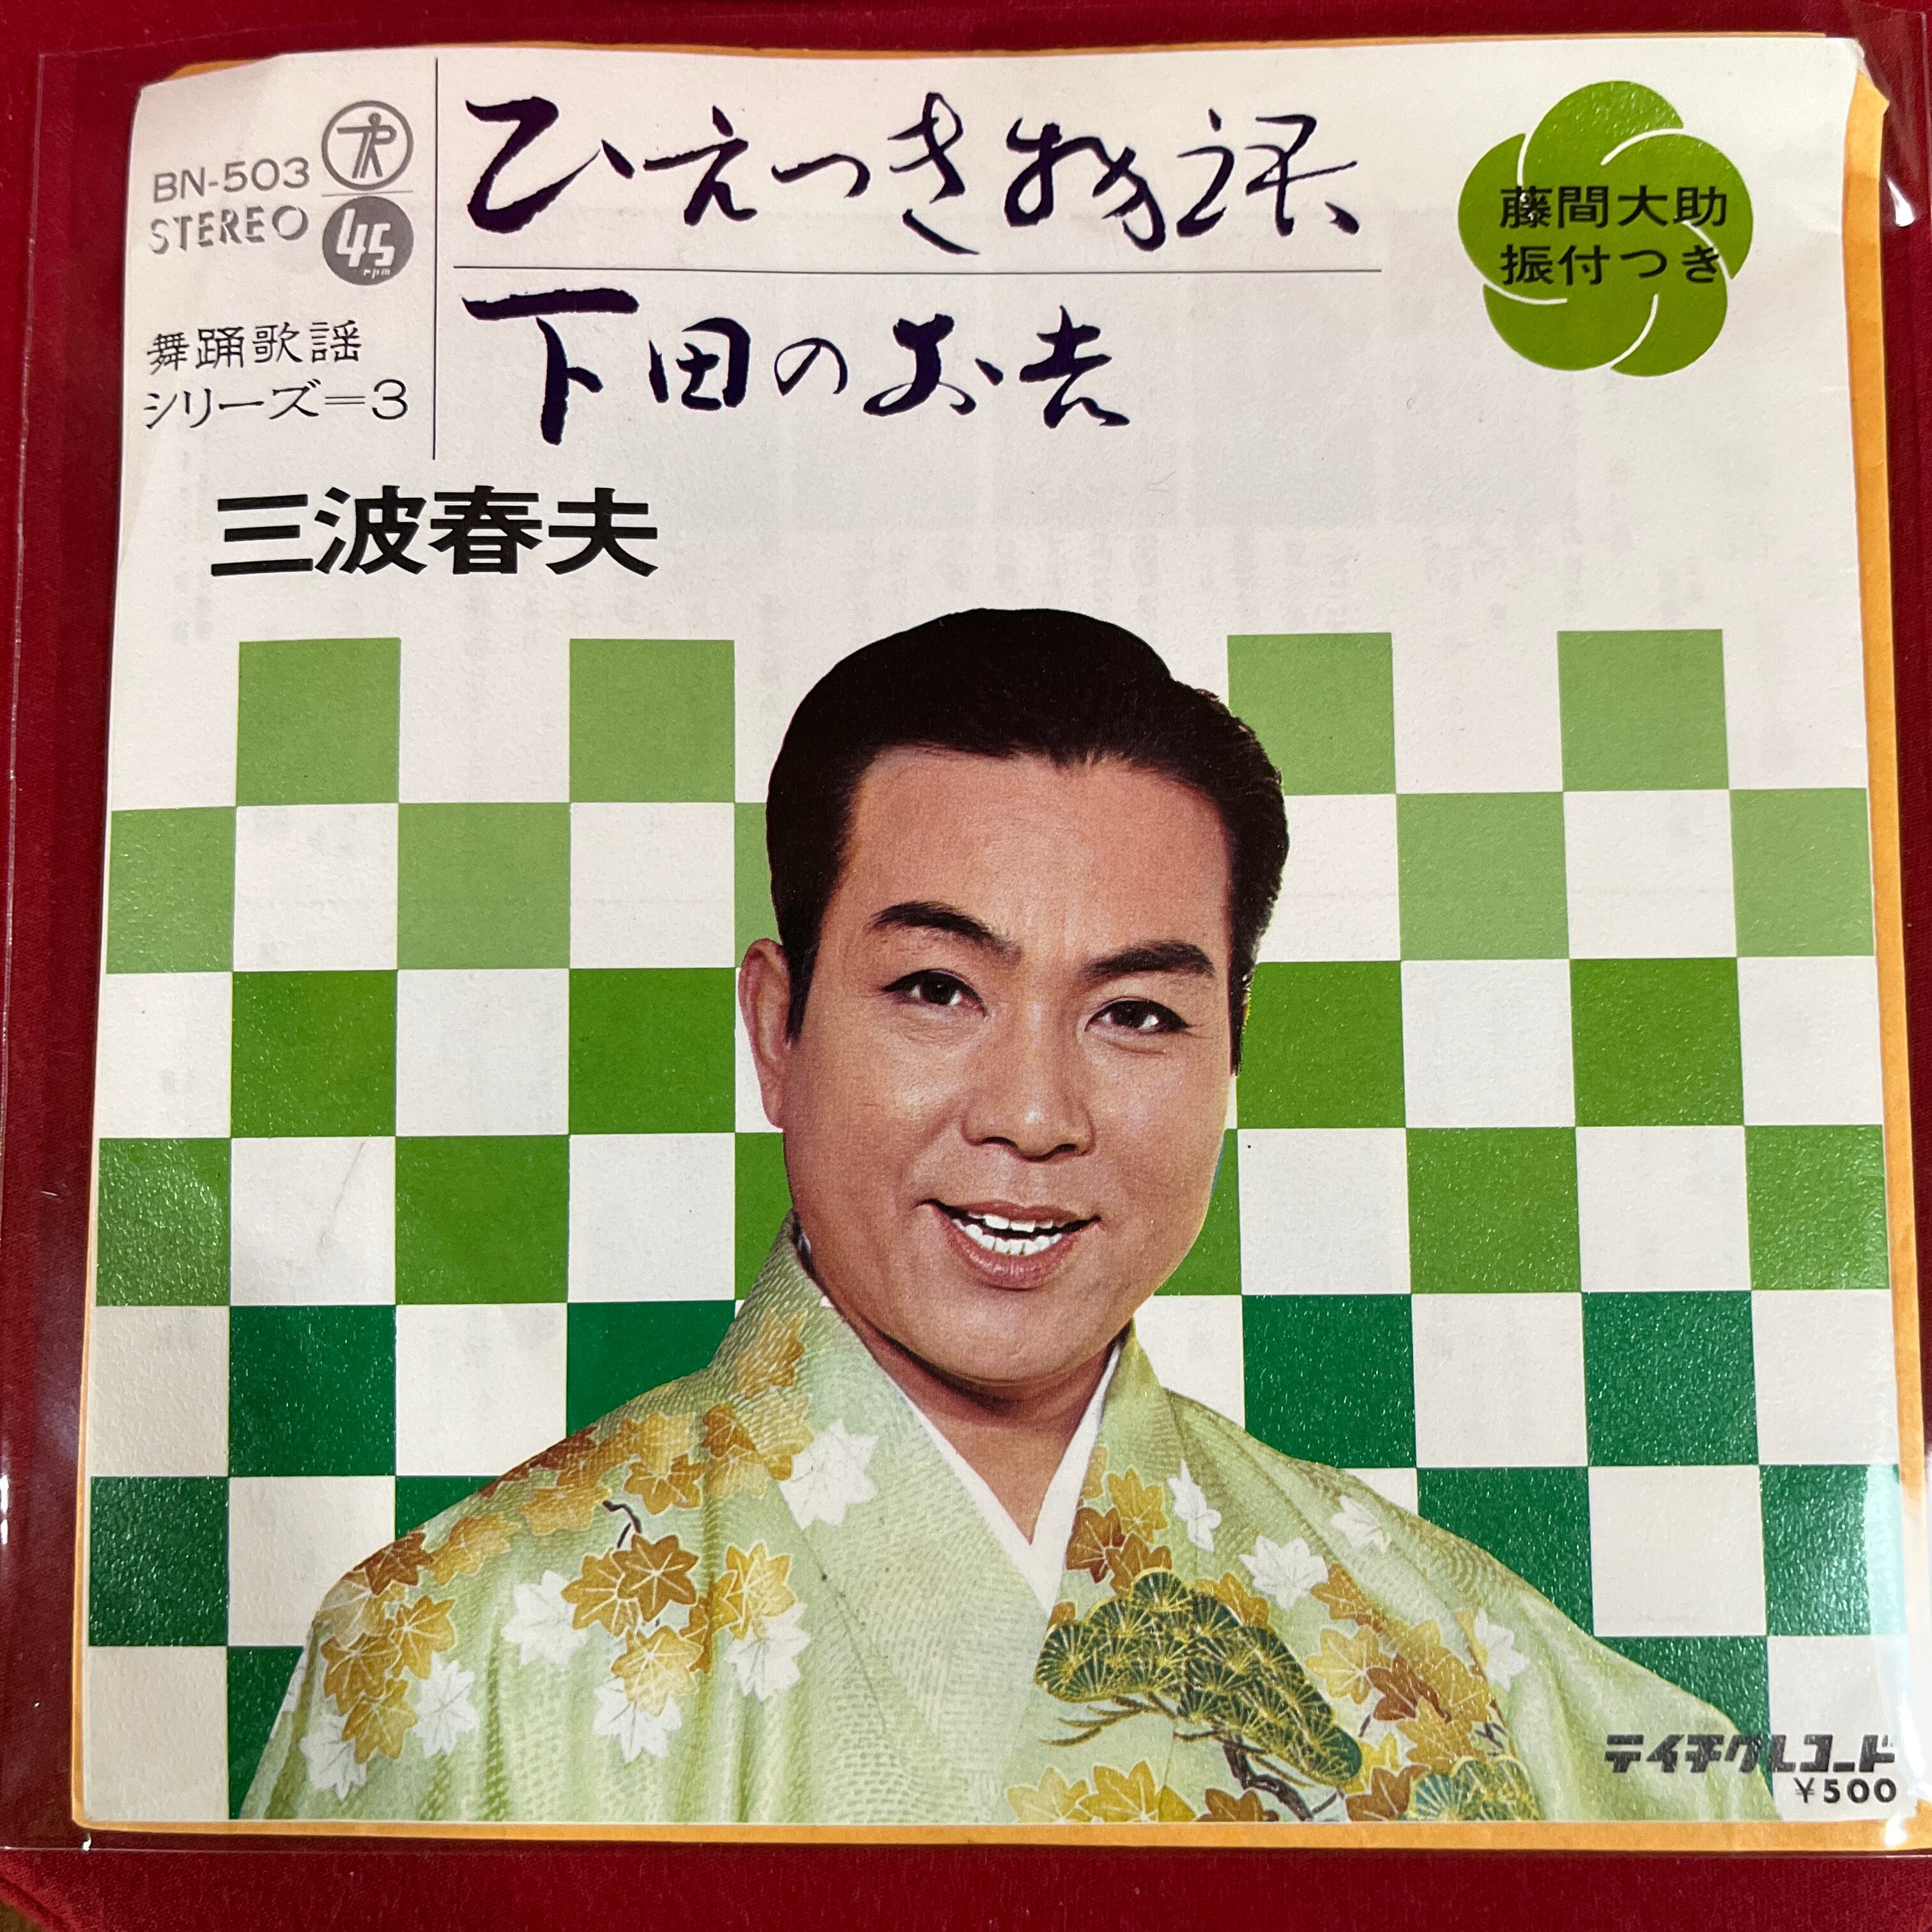 BN-503
STEREO
45
rpm
舞踊歌謡
シリーズ=3
ひえつき物語
下田のお吉
藤間大助
振付つき
三波春夫
テイチクレコード
¥500